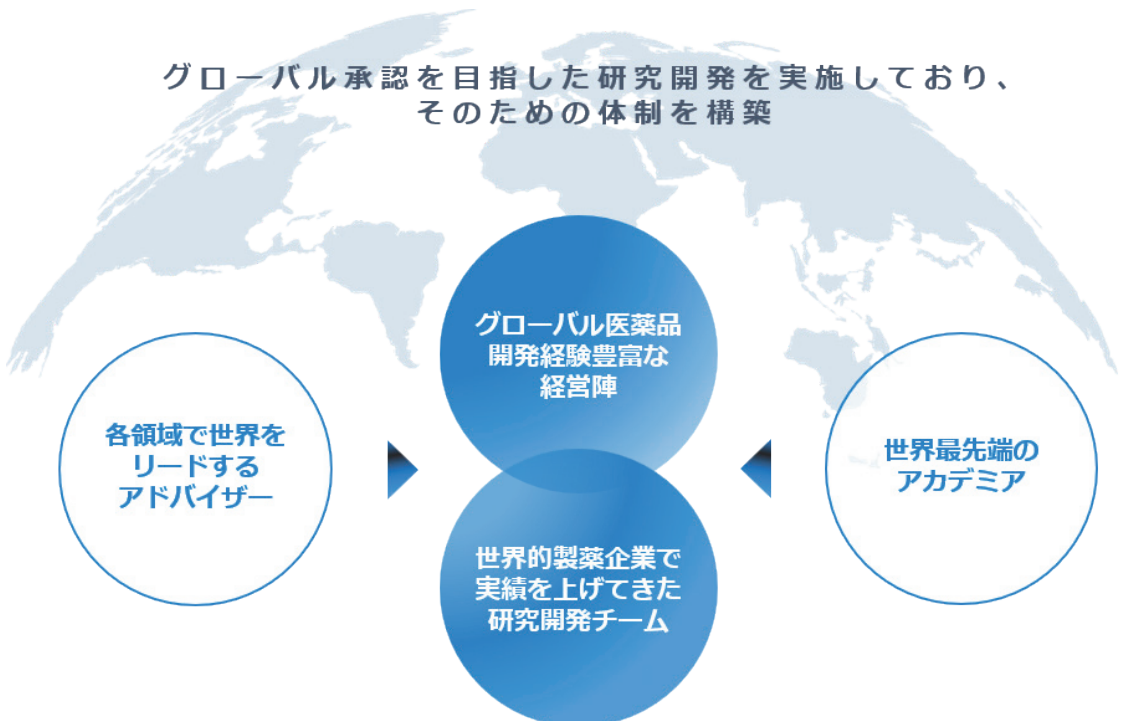 グローバル承認を目指した研究開発を実施しており、
そのための体制を構築
グローバル医薬品
開発経験豊富な
経営陣
各領域で世界を
リードする
アドバイザー
世界最先端の
アカデミア
世界的製薬企業で
実績を上げてきた
研究開発チーム